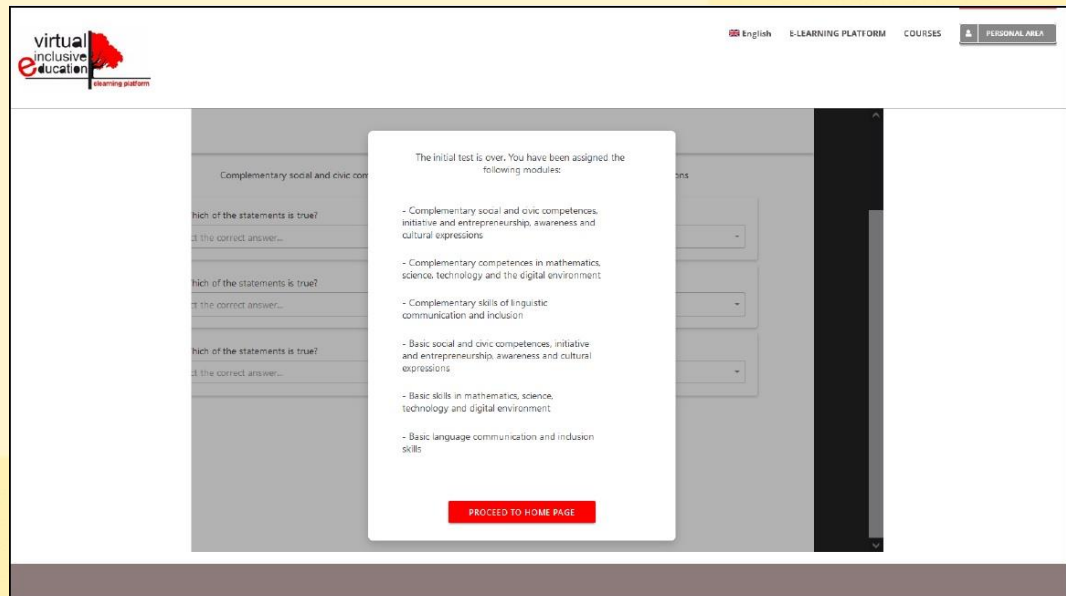 virtual
inclusive
education
elearning platform
English E-LEARNING PLATFORM COURSES PERSONAL AREA
The initial test is over. You have been assigned the
following modules:
Complementary social and civic com
ons
- Complementary social and civic competences,
initiative and entrepreneurship, awareness and
cultural expressions
- Complementary competences in mathematics,
science, technology and the digital environment
- Complementary skills of linguistic
communication and inclusion
- Basic social and civic competences, initiative
and entrepreneurship, awareness and cultural
expressions
- Basic skills in mathematics, science,
technology and digital environment
- Basic language communication and inclusion
skills
PROCEED TO HOME PAGE
hich of the statements is true?
ct the correct answer...
hich of the statements is true?
ct the correct answer...
hich of the statements is true?
ct the correct answer...